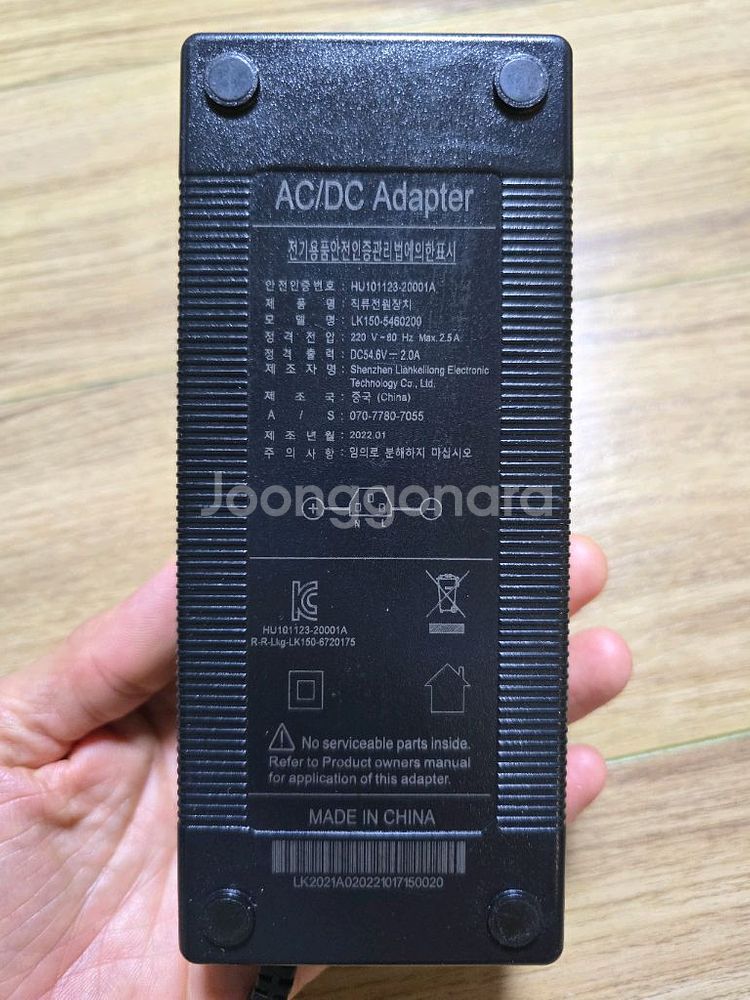 AC/DC Adapter
전기용품안전인증관리법에의한표시
안전인증번호 : HU101123-20001A
제품명 : 직류전원장치
모델명 : LK150-5460200
정격전압 : 220 V~60 Hz Max. 2.5A
정격출력 : DC54.6V⎓2.0A
제조자명 : Shenzhen Liankelilong Electronic
Technology Co., Ltd.
제조국 : 중국 (China)
A / S : 070-7780-7055
제조년월 : 2022.01
주의사항 : 임의로 분해하지 마십시오
Joonggonara
+ −
N L
KC
HU101123-20001A
R-R-Lkg-LK150-6720175
No serviceable parts inside.
Refer to Product owners manual
for application of this adapter.
MADE IN CHINA
LK2021A020221017150020